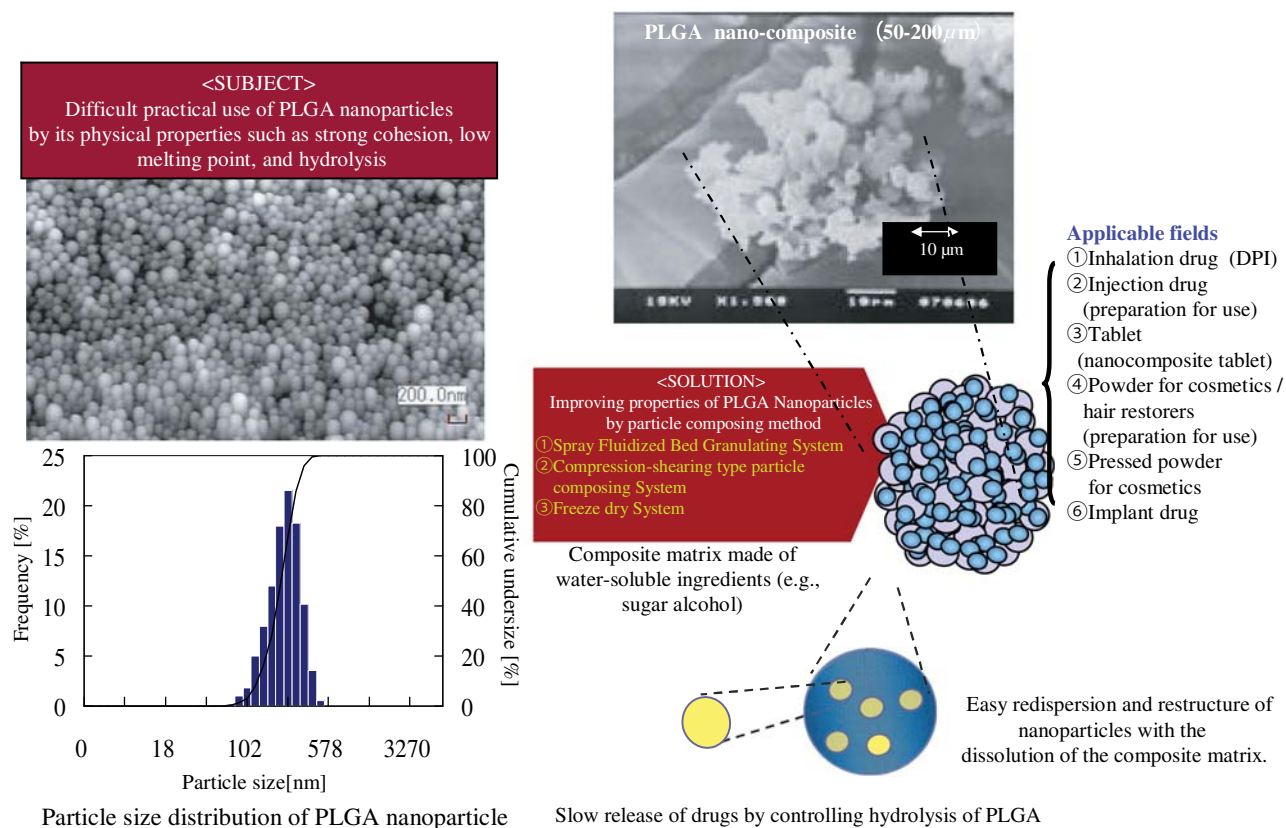 <SUBJECT>
Difficult practical use of PLGA nanoparticles
by its physical properties such as strong cohesion, low
melting point, and hydrolysis
200.0nm
25
20
15
10
5
0
Frequency [%]
100
80
60
40
20
0
Cumulative undersize
[%]
0 18 102 578 3270
Particle size[nm]
Particle size distribution of PLGA nanoparticle
PLGA nano-composite (50-200μm)
10 μm
10KV X1,000 10μm 070606
<SOLUTION>
Improving properties of PLGA Nanoparticles
by particle composing method
①Spray Fluidized Bed Granulating System
②Compression-shearing type particle
composing System
③Freeze dry System
Composite matrix made of
water-soluble ingredients (e.g.,
sugar alcohol)
Applicable fields
①Inhalation drug (DPI)
②Injection drug
(preparation for use)
③Tablet
(nanocomposite tablet)
④Powder for cosmetics /
hair restorers
(preparation for use)
⑤Pressed powder
for cosmetics
⑥Implant drug
Easy redispersion and restructure of
nanoparticles with the
dissolution of the composite matrix.
Slow release of drugs by controlling hydrolysis of PLGA